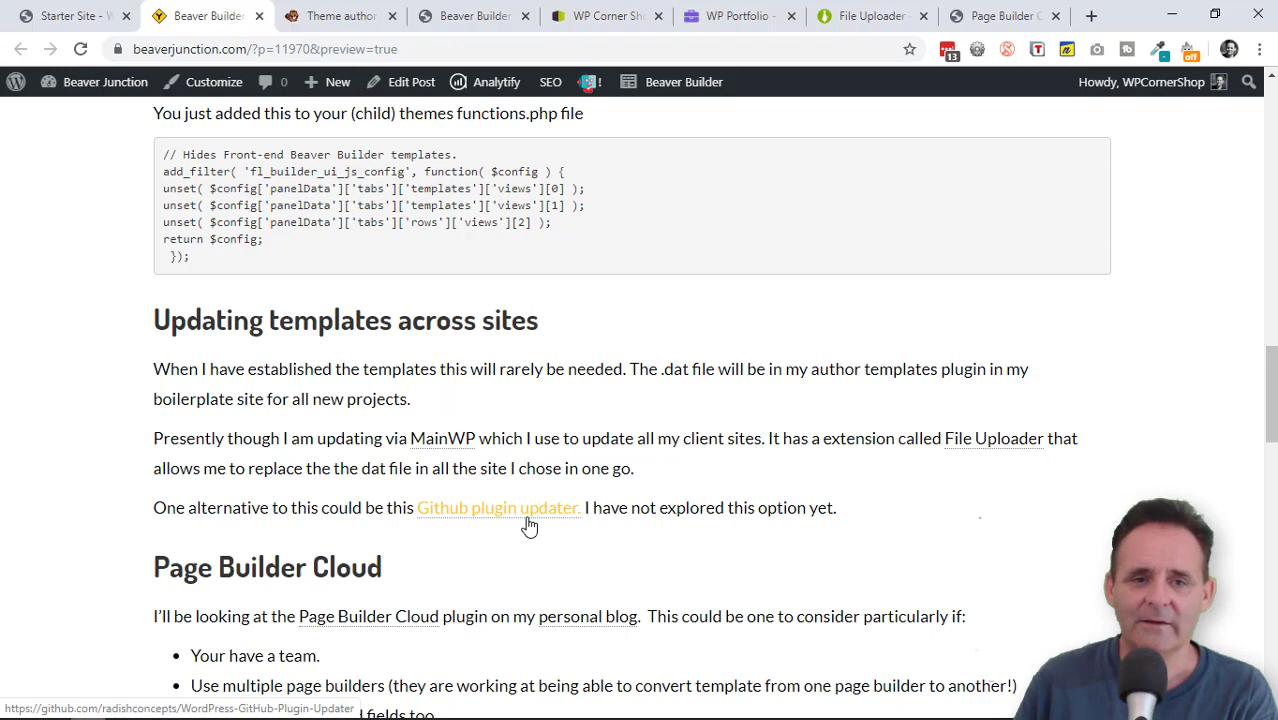 Starter Site - W
Beaver Builder
Theme author
Beaver Builder
WP Corner Sh
WP Portfolio -
File Uploader -
Page Builder C
beaverjunction.com/?p=11970&preview=true
13
off
Beaver Junction
Customize
0
New
Edit Post
Analytify
SEO
!
Beaver Builder
Howdy, WPCornerShop
You just added this to your (child) themes functions.php file
// Hides Front-end Beaver Builder templates.
add_filter( 'fl_builder_ui_js_config', function( $config ) {
unset( $config['panelData']['tabs']['templates']['views'][0] );
unset( $config['panelData']['tabs']['templates']['views'][1] );
unset( $config['panelData']['tabs']['rows']['views'][2] );
return $config;
});
Updating templates across sites
When I have established the templates this will rarely be needed. The .dat file will be in my author templates plugin in my
boilerplate site for all new projects.
Presently though I am updating via MainWP which I use to update all my client sites. It has a extension called File Uploader that
allows me to replace the the dat file in all the site I chose in one go.
One alternative to this could be this Github plugin updater. I have not explored this option yet.
Page Builder Cloud
I'll be looking at the Page Builder Cloud plugin on my personal blog. This could be one to consider particularly if:
• Your have a team.
• Use multiple page builders (they are working at being able to convert template from one page builder to another!)
fields too
https://github.com/radishconcepts/WordPress-GitHub-Plugin-Updater